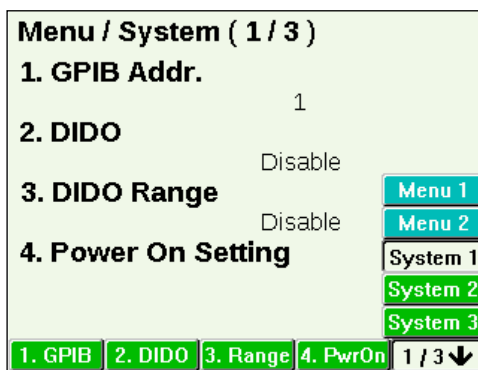 Menu / System ( 1 / 3 )
1. GPIB Addr.
1
2. DIDO
Disable
3. DIDO Range
Disable
4. Power On Setting
Menu 1
Menu 2
System 1
System 2
System 3
1. GPIB 2. DIDO 3. Range 4. PwrOn 1 / 3 ↓